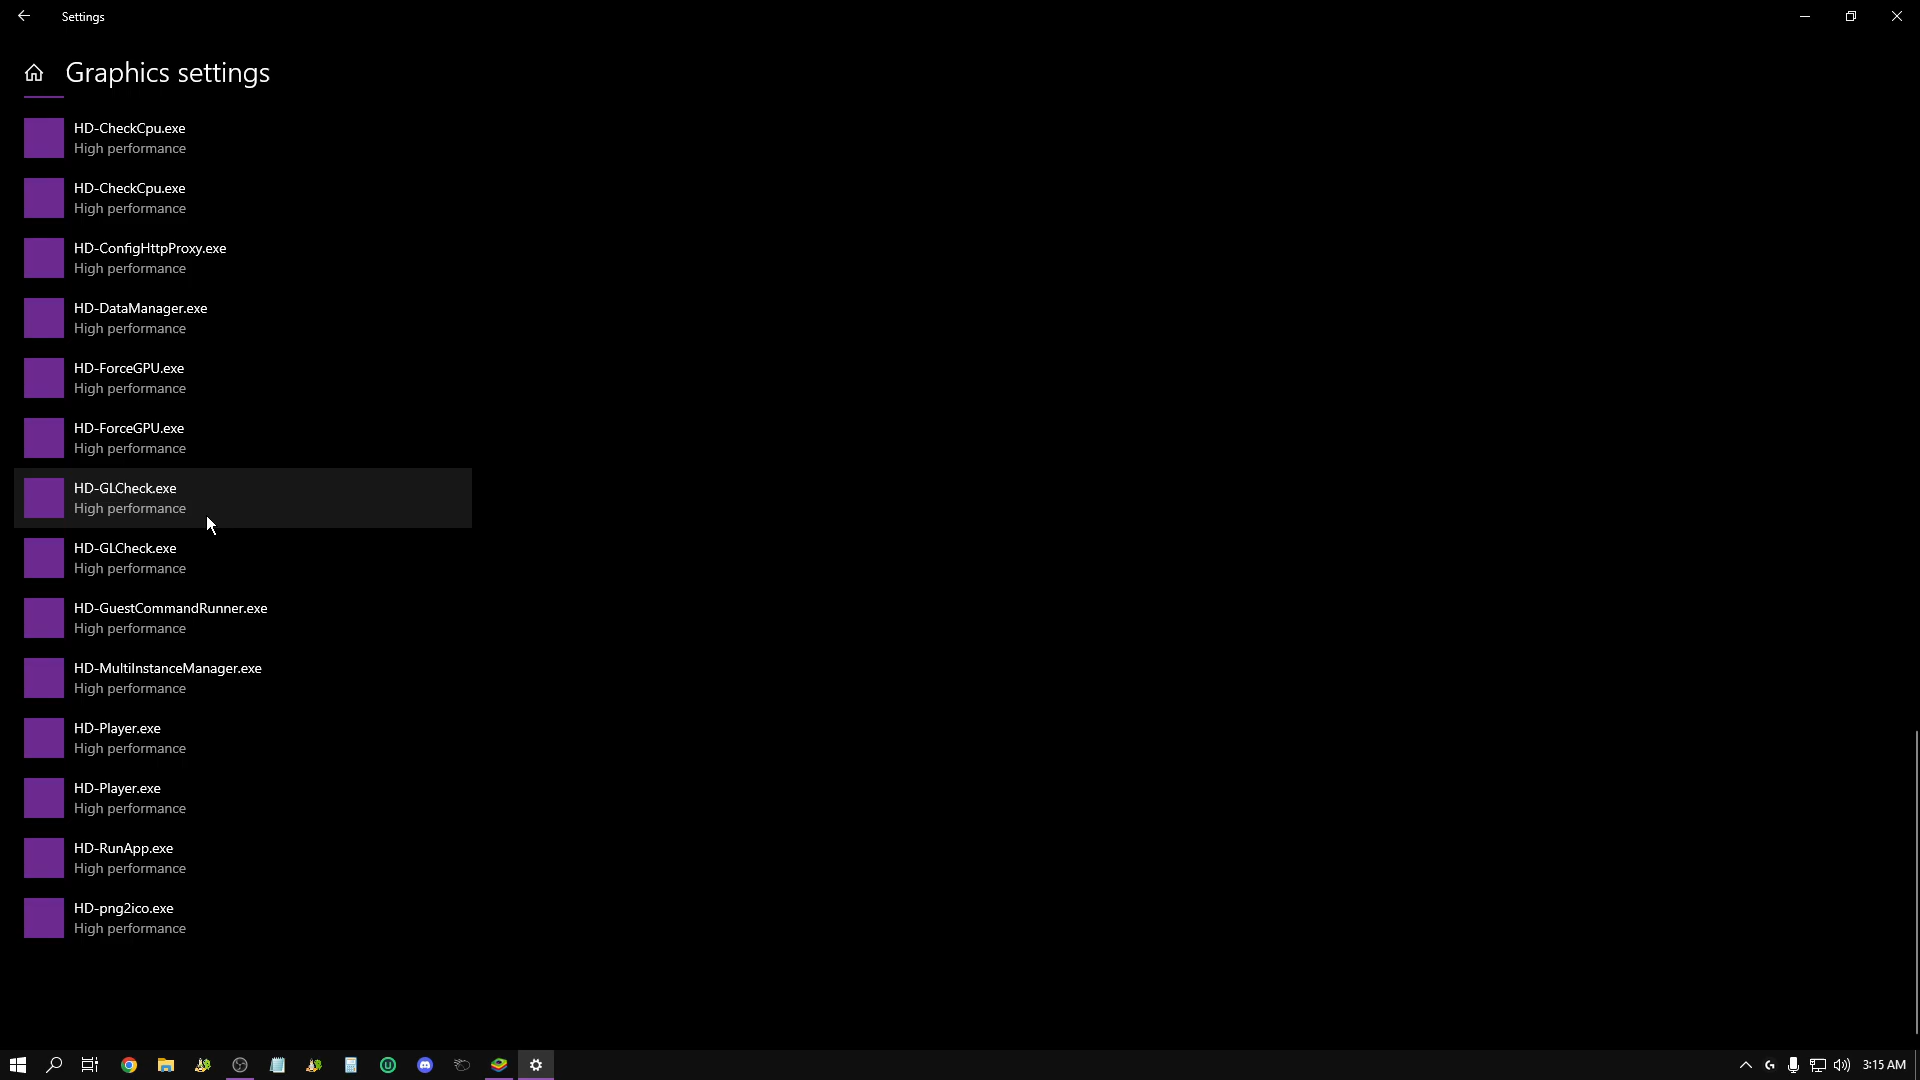 Settings
Graphics settings
HD-CheckCpu.exe
High performance
HD-CheckCpu.exe
High performance
HD-ConfigHttpProxy.exe
High performance
HD-DataManager.exe
High performance
HD-ForceGPU.exe
High performance
HD-ForceGPU.exe
High performance
HD-GLCheck.exe
High performance
HD-GLCheck.exe
High performance
HD-GuestCommandRunner.exe
High performance
HD-MultiInstanceManager.exe
High performance
HD-Player.exe
High performance
HD-Player.exe
High performance
HD-RunApp.exe
High performance
HD-png2ico.exe
High performance
3:15 AM